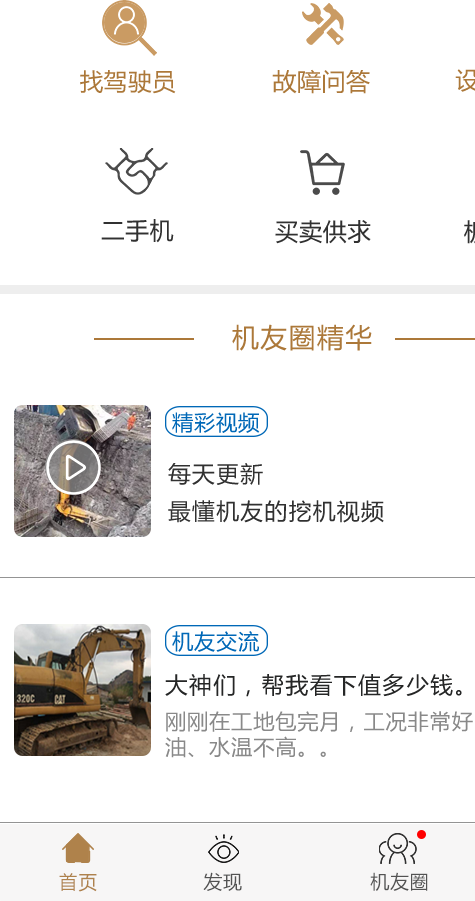 找驾驶员
故障问答
设
二手机
买卖供求
机友圈精华
精彩视频
每天更新
最懂机友的挖机视频
机友交流
320C
CAT
大神们，帮我看下值多少钱。
刚刚在工地包完月，工况非常好
油、水温不高。。
首页
发现
机友圈